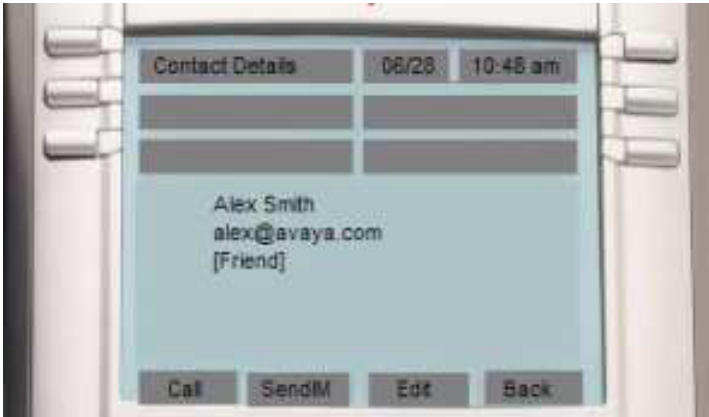 Contact Details 06/28 10:48 am
Alex Smith
alex@avaya.com
[Friend]
Call SendIM Edit Back